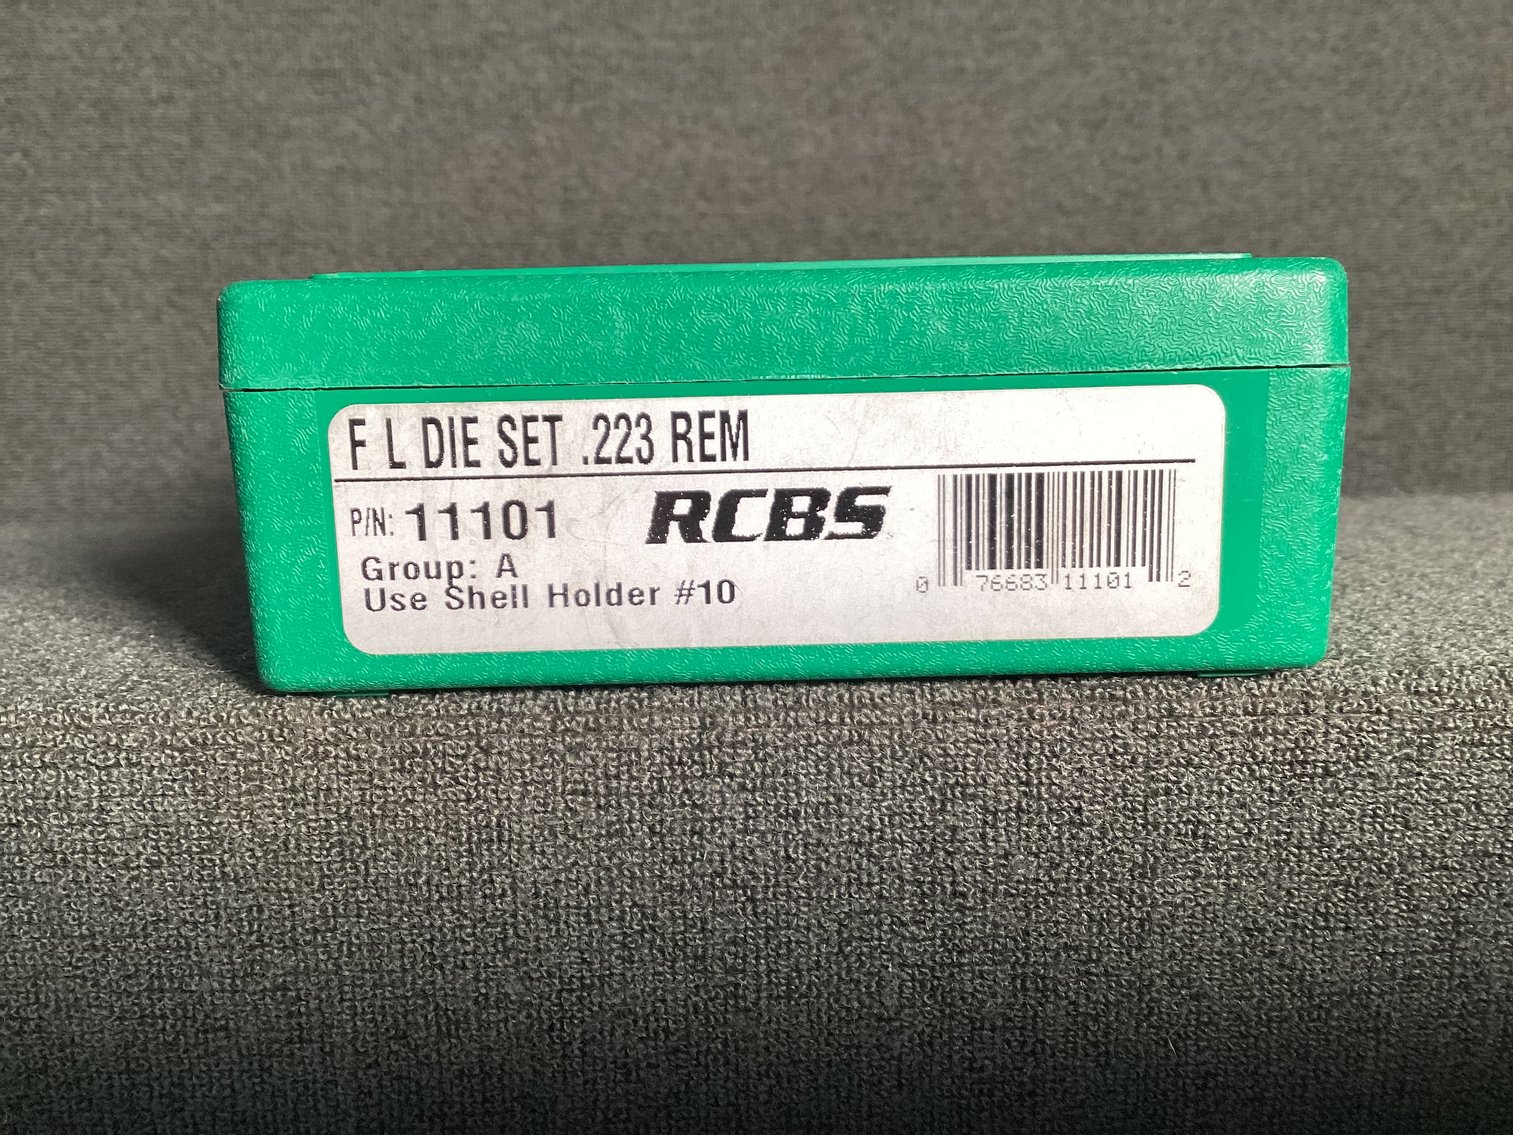 F L DIE SET .223 REM
P/N: 11101
RCBS
Group: A
Use Shell Holder #10
0 76683 11101 2